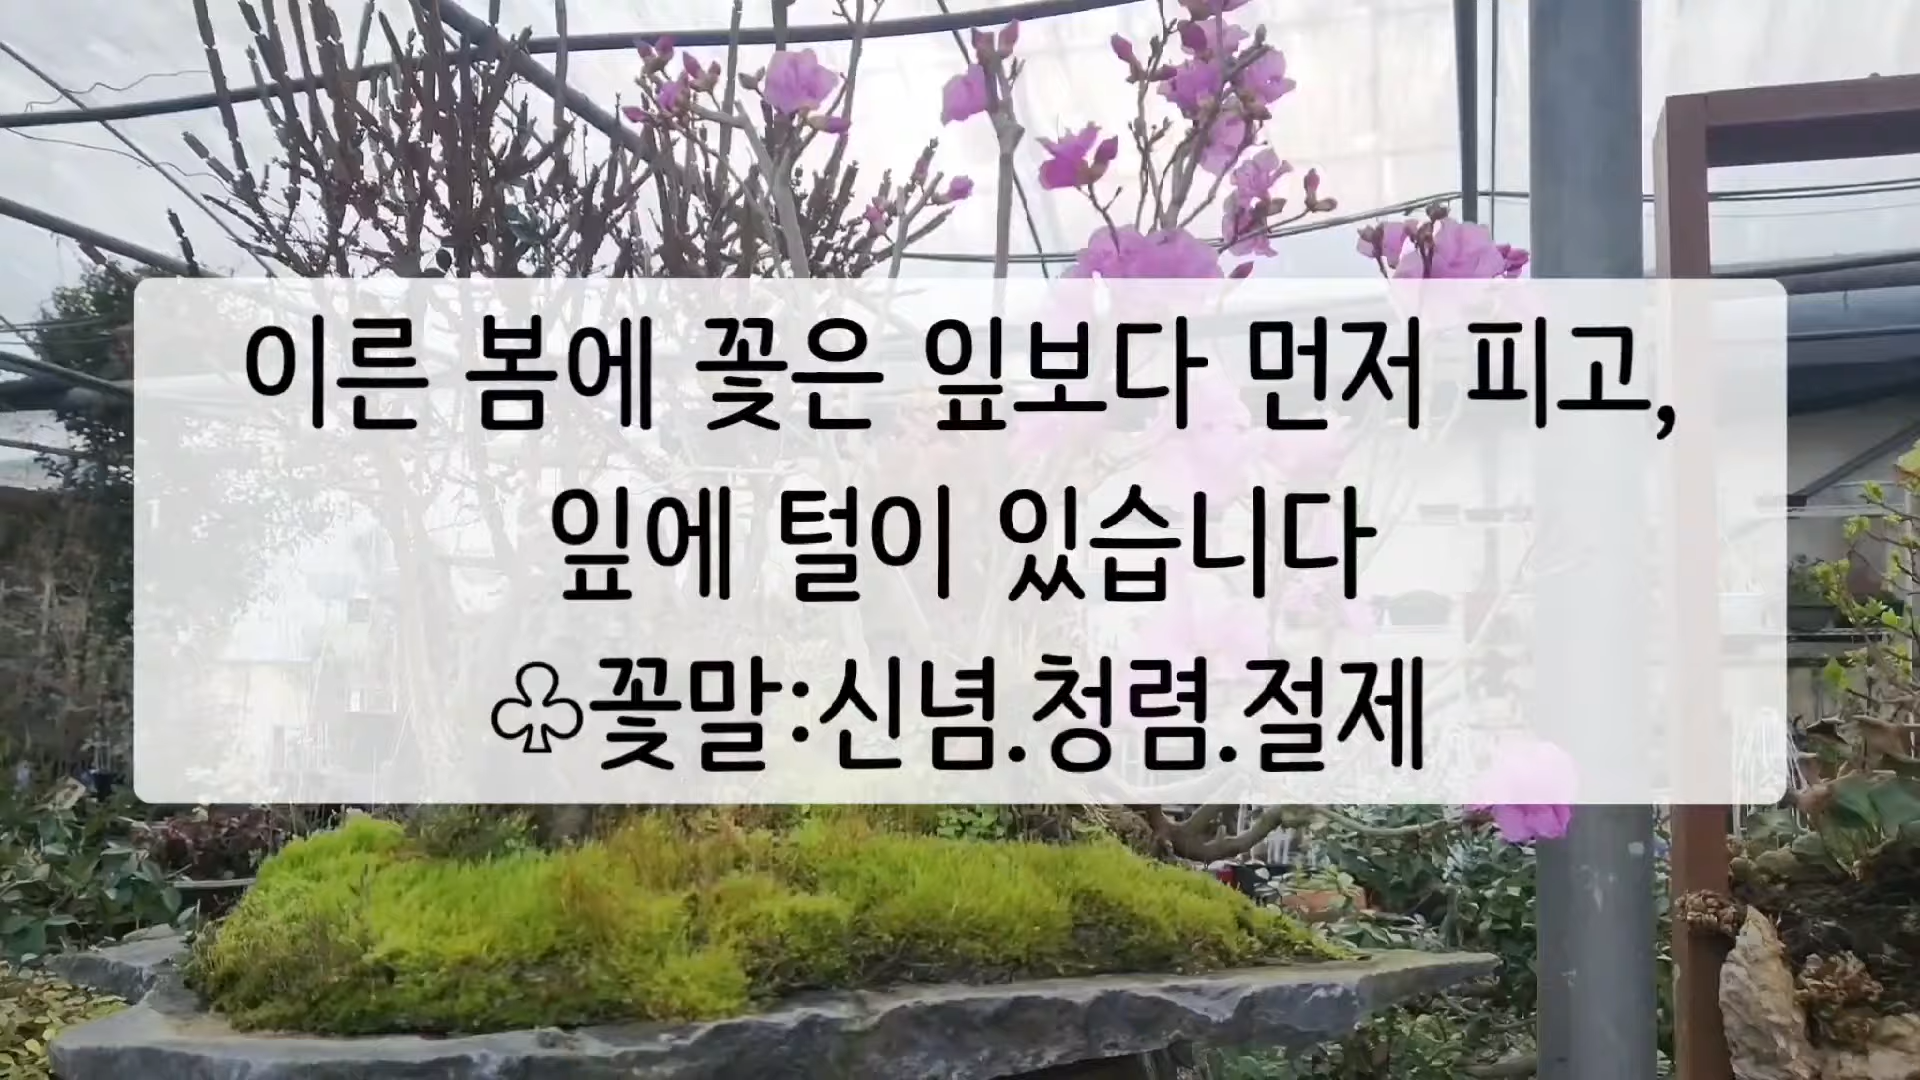 이른 봄에 꽃은 잎보다 먼저 피고,
잎에 털이 있습니다
♧꽃말:신념.청렴.절제